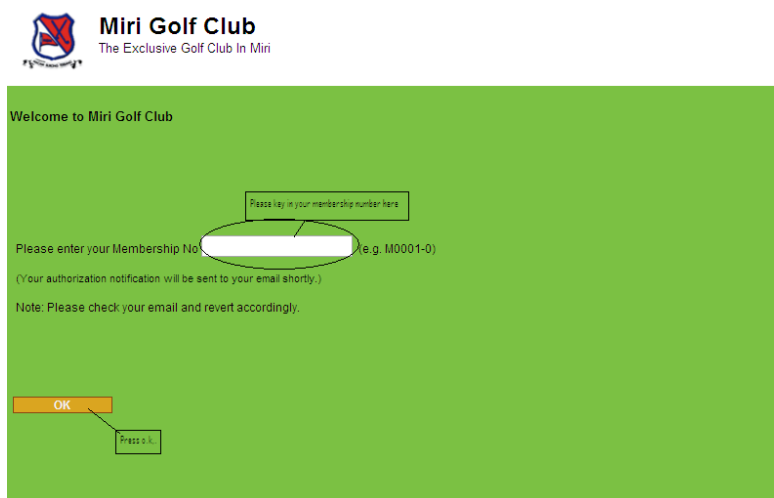 Miri Golf Club
The Exclusive Golf Club In Miri
Welcome to Miri Golf Club
Please key in your membership number here
Please enter your Membership No
(e.g. M0001-0)
(Your authorization notification will be sent to your email shortly.)
Note: Please check your email and revert accordingly.
OK
Press o.k..